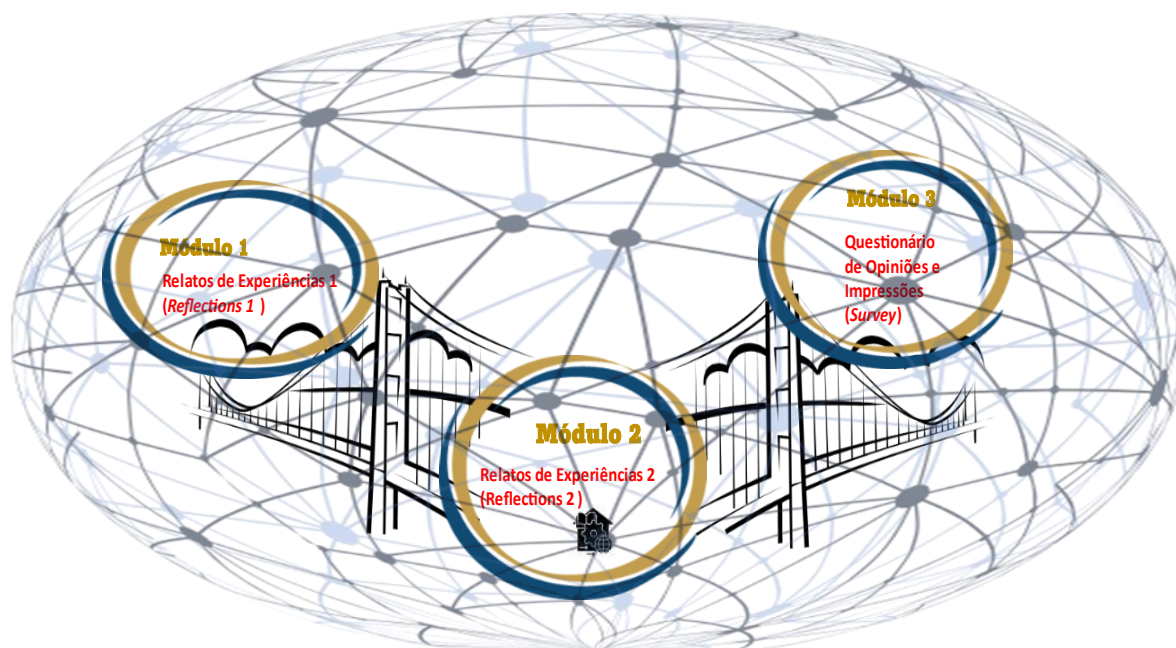 Módulo 1
Relatos de Experiências 1
(Reflections 1 )
Módulo 2
Relatos de Experiências 2
(Reflections 2 )
Módulo 3
Questionário
de Opiniões e
Impressões
(Survey)